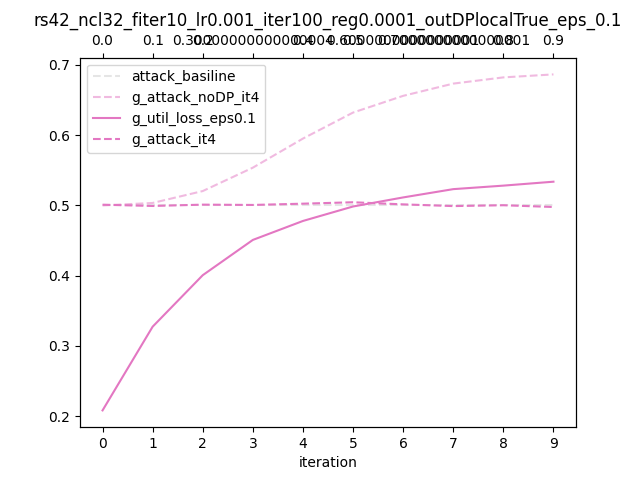 rs42_ncl32_fiter10_lr0.001_iter100_reg0.0001_outDPlocalTrue_eps_0.1
0.0 0.1 0.9
attack_basiline
g_attack_noDP_it4
g_util_loss_eps0.1
g_attack_it4
0.7
0.6
0.5
0.4
0.3
0.2
0 1 2 3 4 5 6 7 8 9
iteration